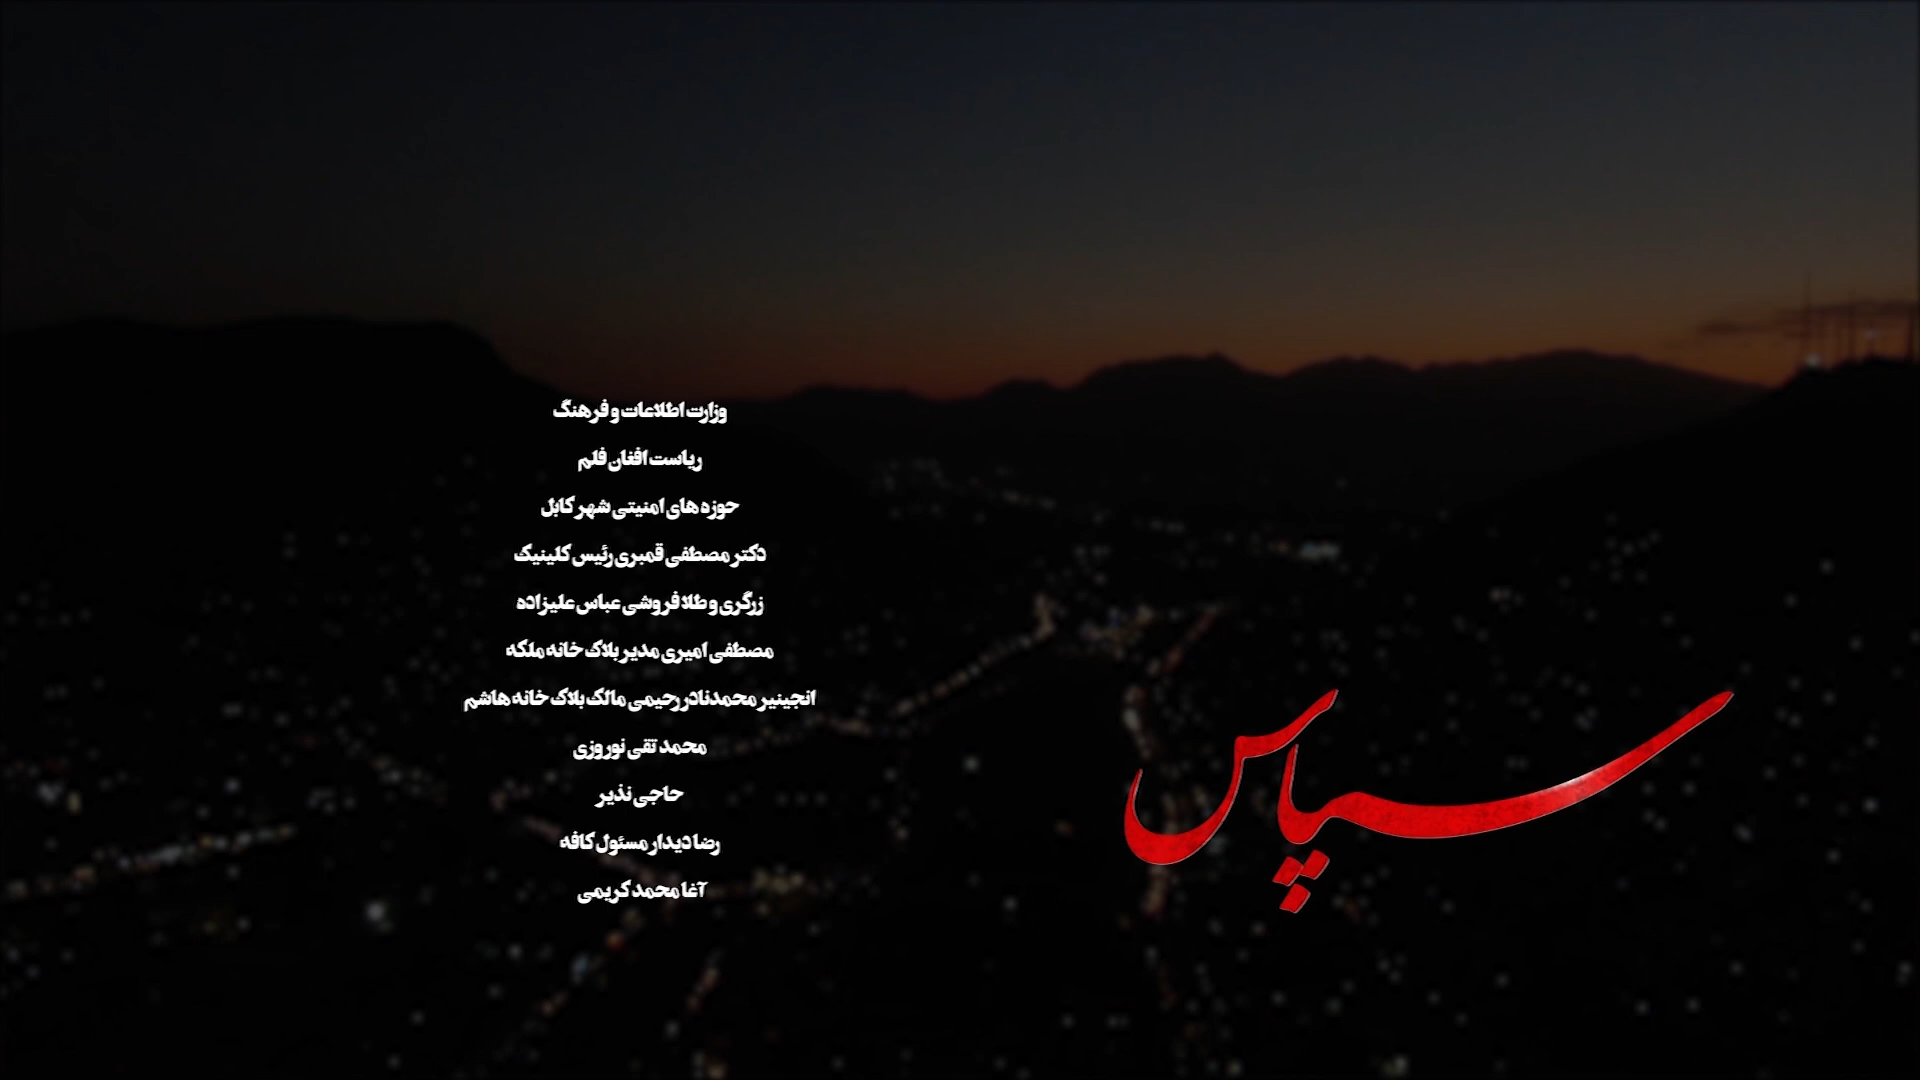 وزارت اطلاعات و فرهنگ
ریاست افغان فلم
حوزه های امنیتی شهر کابل
دکتر مصطفی قمبری رئیس کلینیک
زرگری و طلا فروشی عباس علیزاده
مصطفی امیری مدیر بلاک خانه ملکه
انجینیر محمدنادر رحیمی مالک بلاک خانه هاشم
محمد تقی نوروزی
حاجی نذیر
رضا دیدار مسئول کافه
آغا محمد کریمی
سپاس